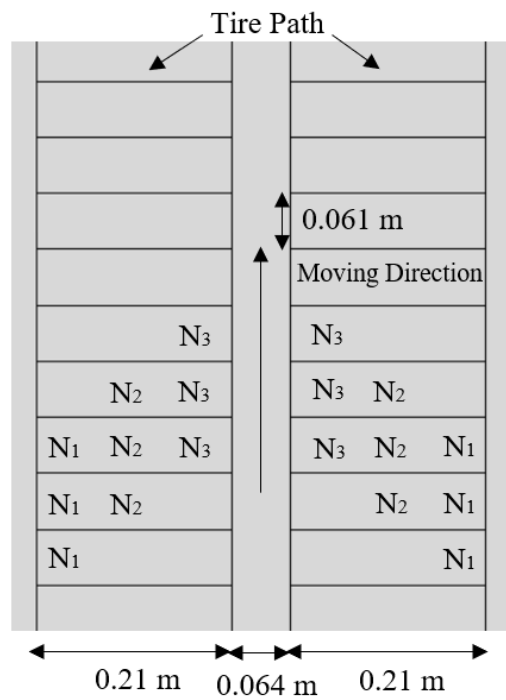 Tire Path
0.061 m
Moving Direction
N₃ N₃
N₂ N₃ N₃ N₂
N₁ N₂ N₃ N₃ N₂ N₁
N₁ N₂ N₂ N₁
N₁ N₁
0.21 m 0.064 m 0.21 m